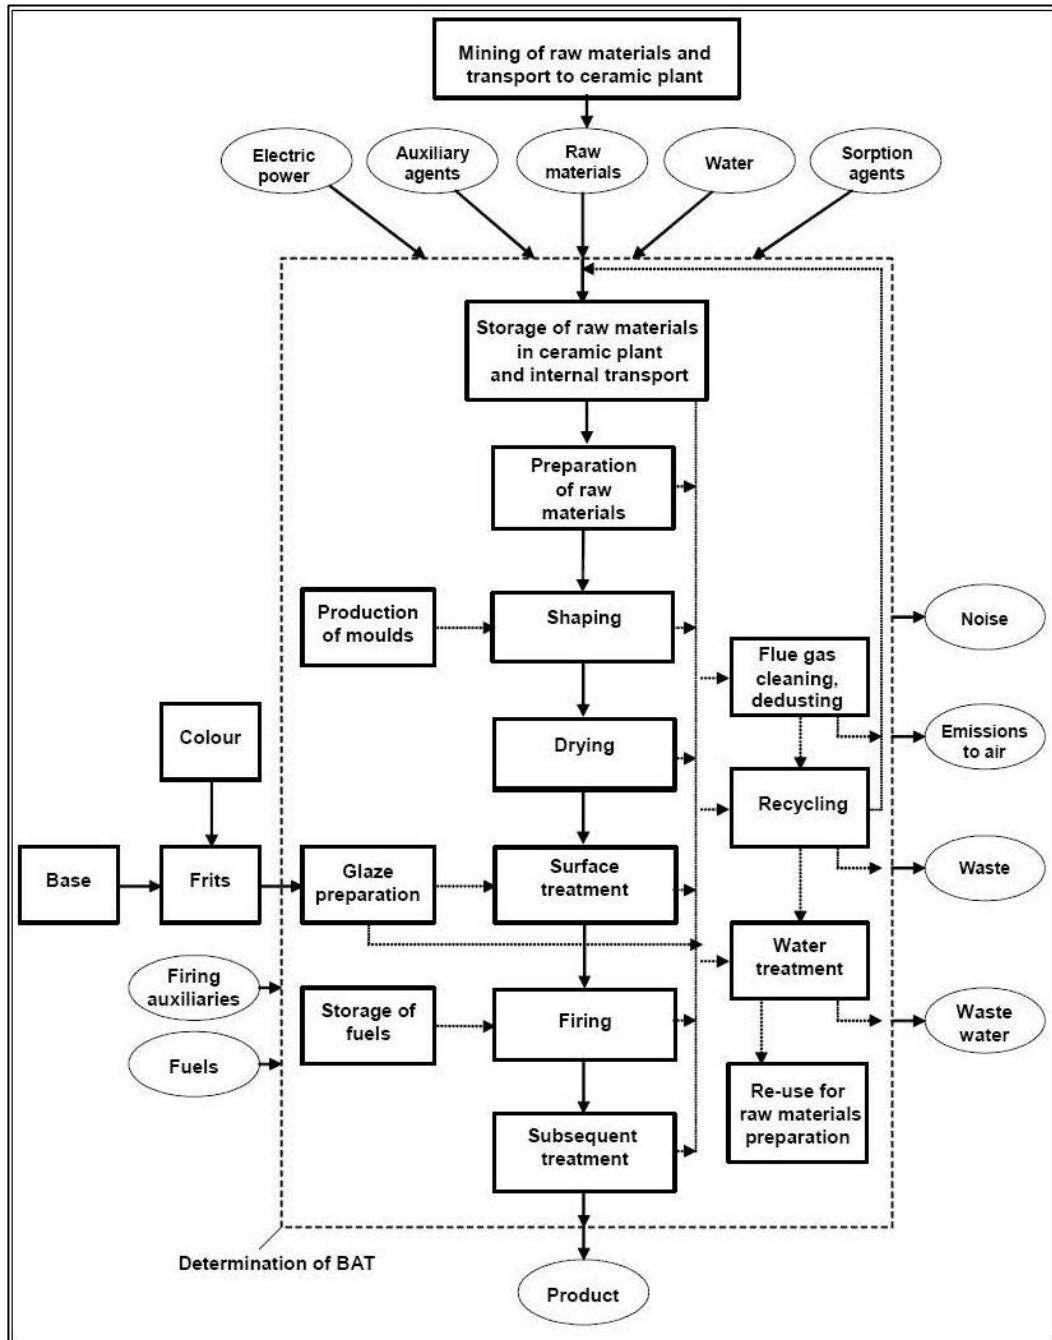 Mining of raw materials and
transport to ceramic plant
Electric
power
Auxiliary
agents
Raw
materials
Water
Sorption
agents
Storage of raw materials
in ceramic plant
and internal transport
Preparation
of raw
materials
Production
of moulds
Shaping
Noise
Flue gas
cleaning,
dedusting
Colour
Drying
Emissions
to air
Recycling
Base
Frits
Glaze
preparation
Surface
treatment
Waste
Water
treatment
Firing
auxiliaries
Storage of
fuels
Firing
Waste
water
Fuels
Re-use for
raw materials
preparation
Subsequent
treatment
Determination of BAT
Product